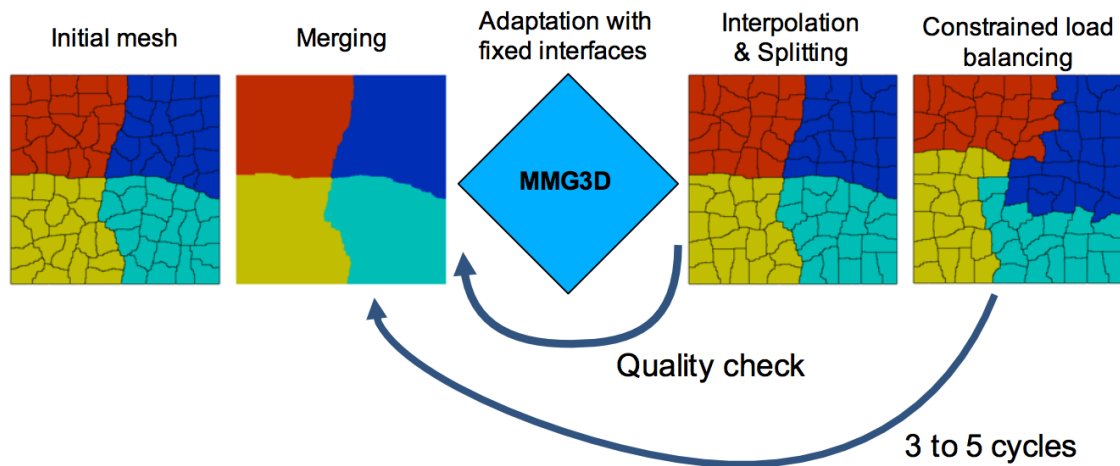 Initial mesh
Merging
Adaptation with
fixed interfaces
Interpolation
& Splitting
Constrained load
balancing
MMG3D
Quality check
3 to 5 cycles